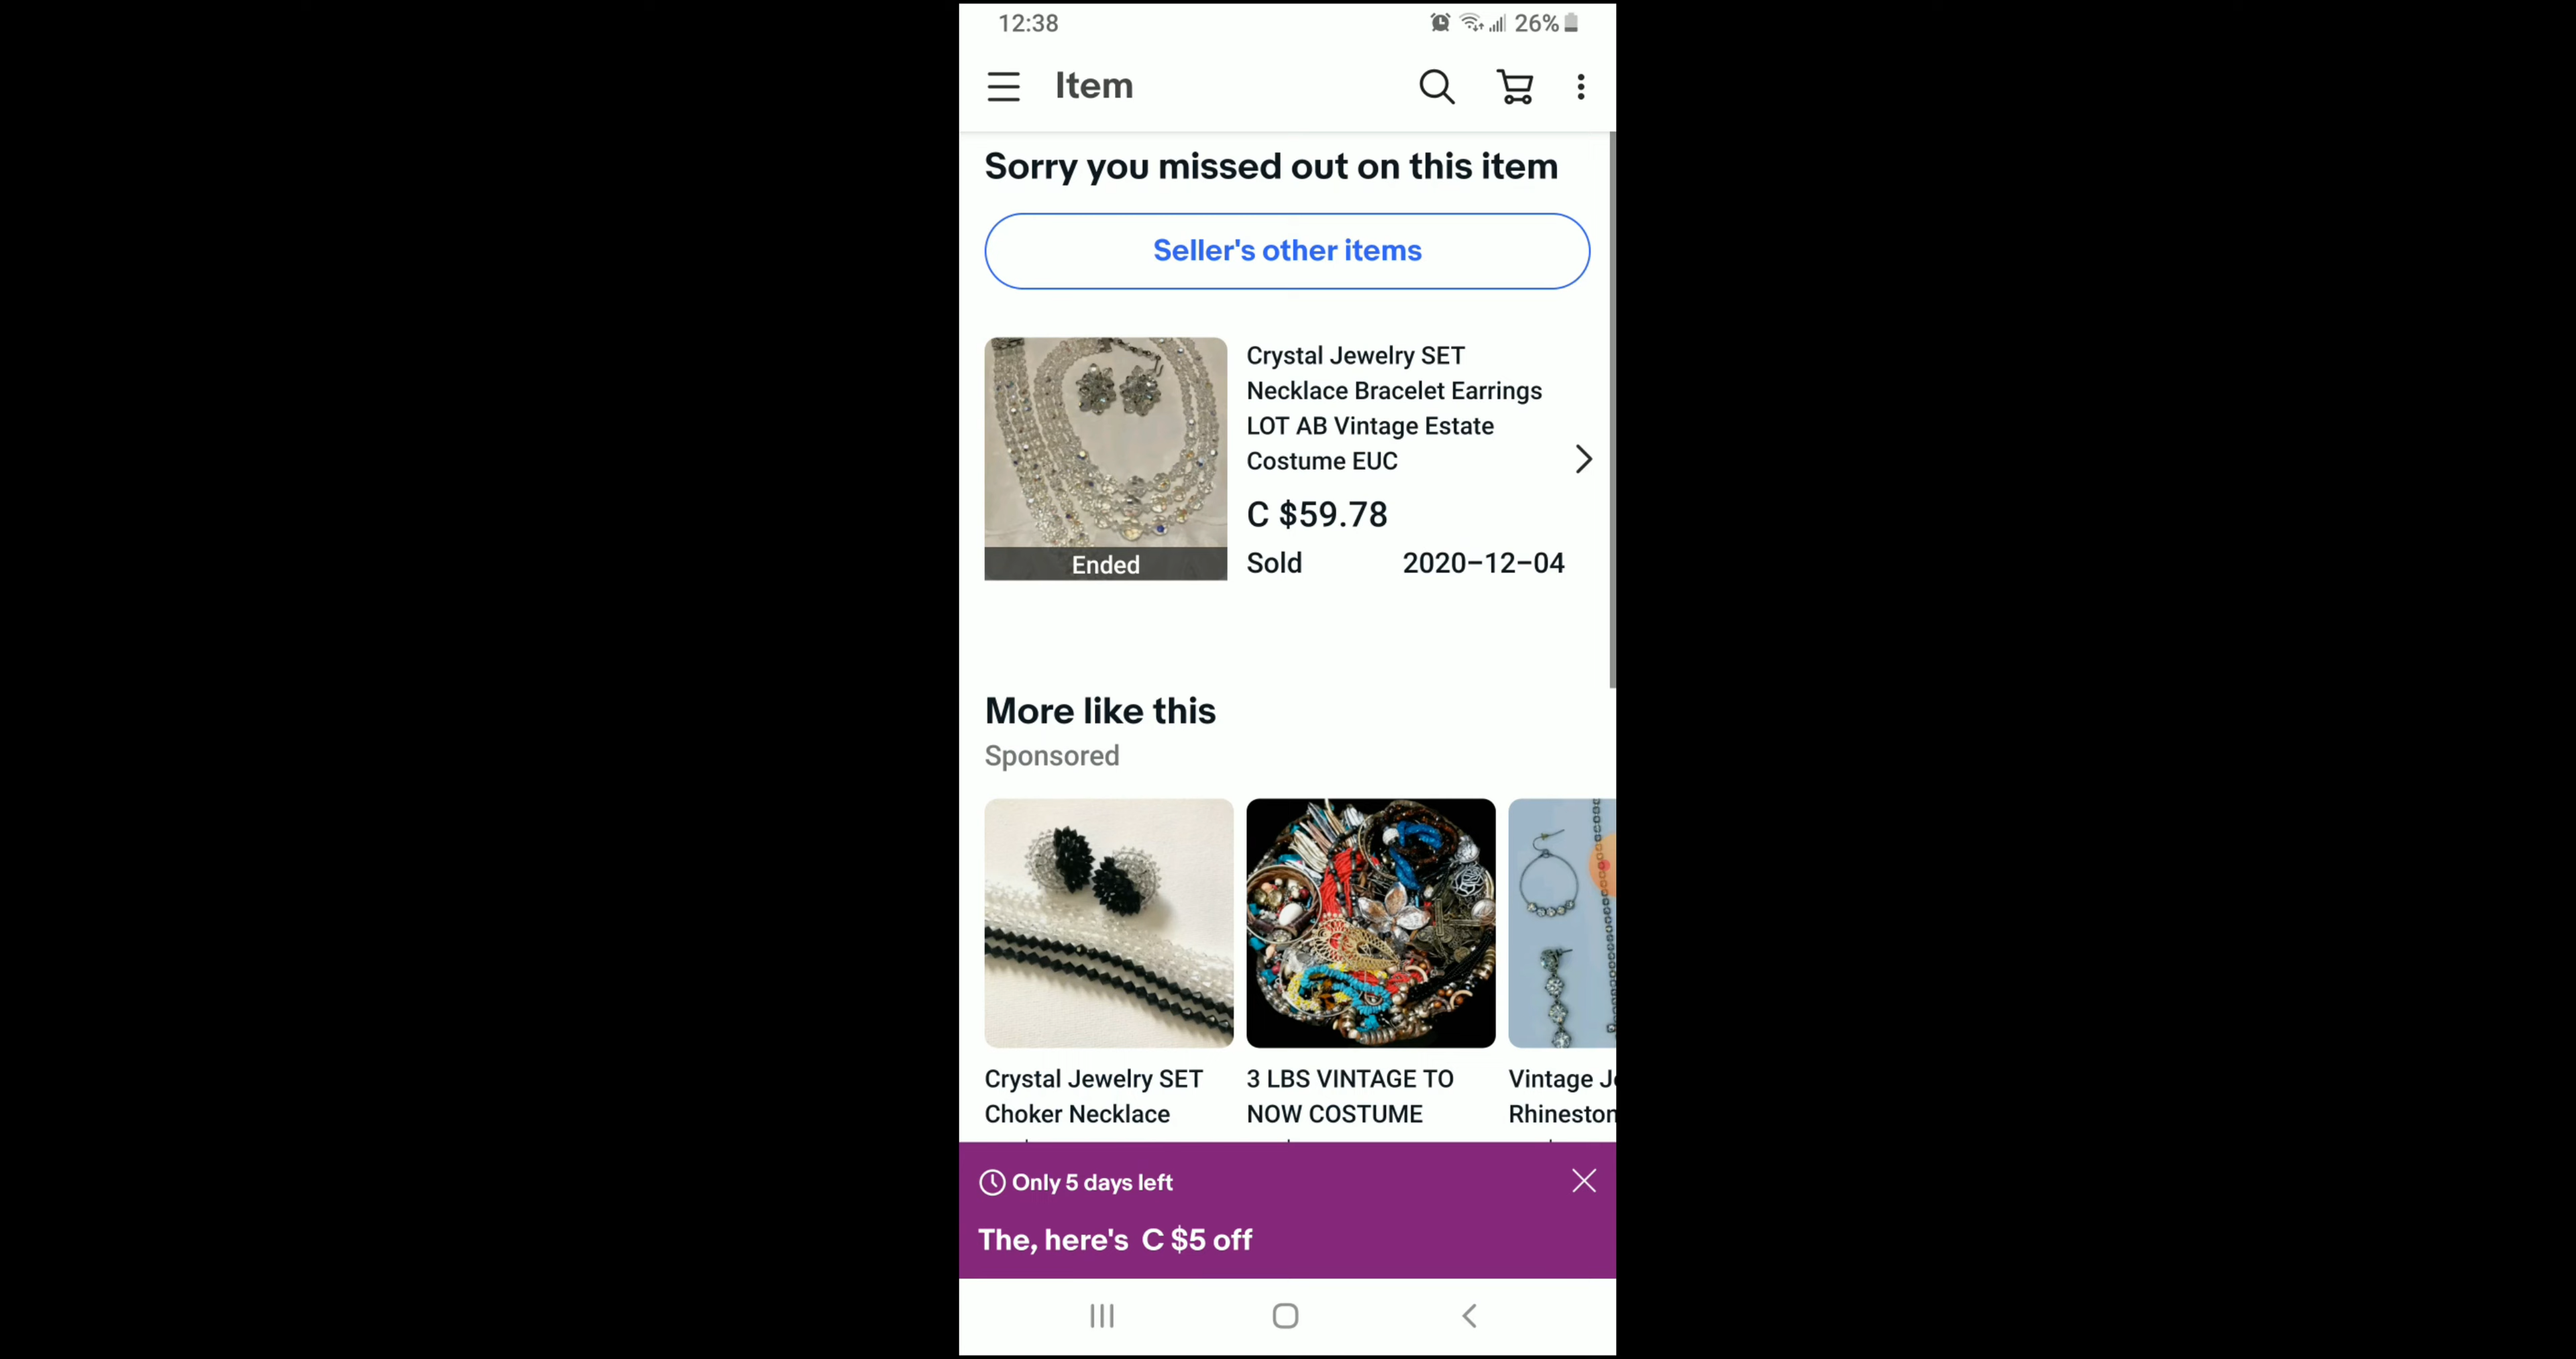 12:38
26%
Item
Sorry you missed out on this item
Seller's other items
Crystal Jewelry SET
Necklace Bracelet Earrings
LOT AB Vintage Estate
Costume EUC
C $59.78
Ended
Sold 2020-12-04
More like this
Sponsored
Crystal Jewelry SET
Choker Necklace
3 LBS VINTAGE TO
NOW COSTUME
Vintage
Only 5 days left
The, here's C $5 off